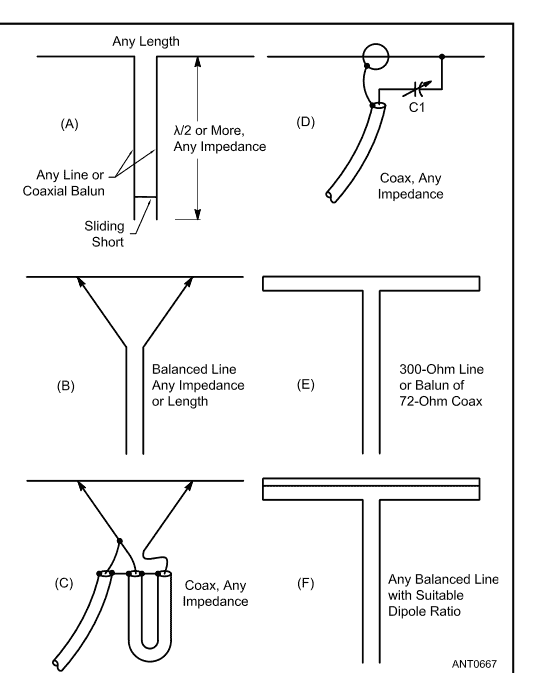 Any Length
(A)
λ/2 or More,
Any Impedance
Any Line or
Coaxial Balun
Sliding
Short
(D)
C1
Coax, Any
Impedance
(B)
Balanced Line
Any Impedance
or Length
(E)
300-Ohm Line
or Balun of
72-Ohm Coax
(C)
Coax, Any
Impedance
(F)
Any Balanced Line
with Suitable
Dipole Ratio
ANT0667